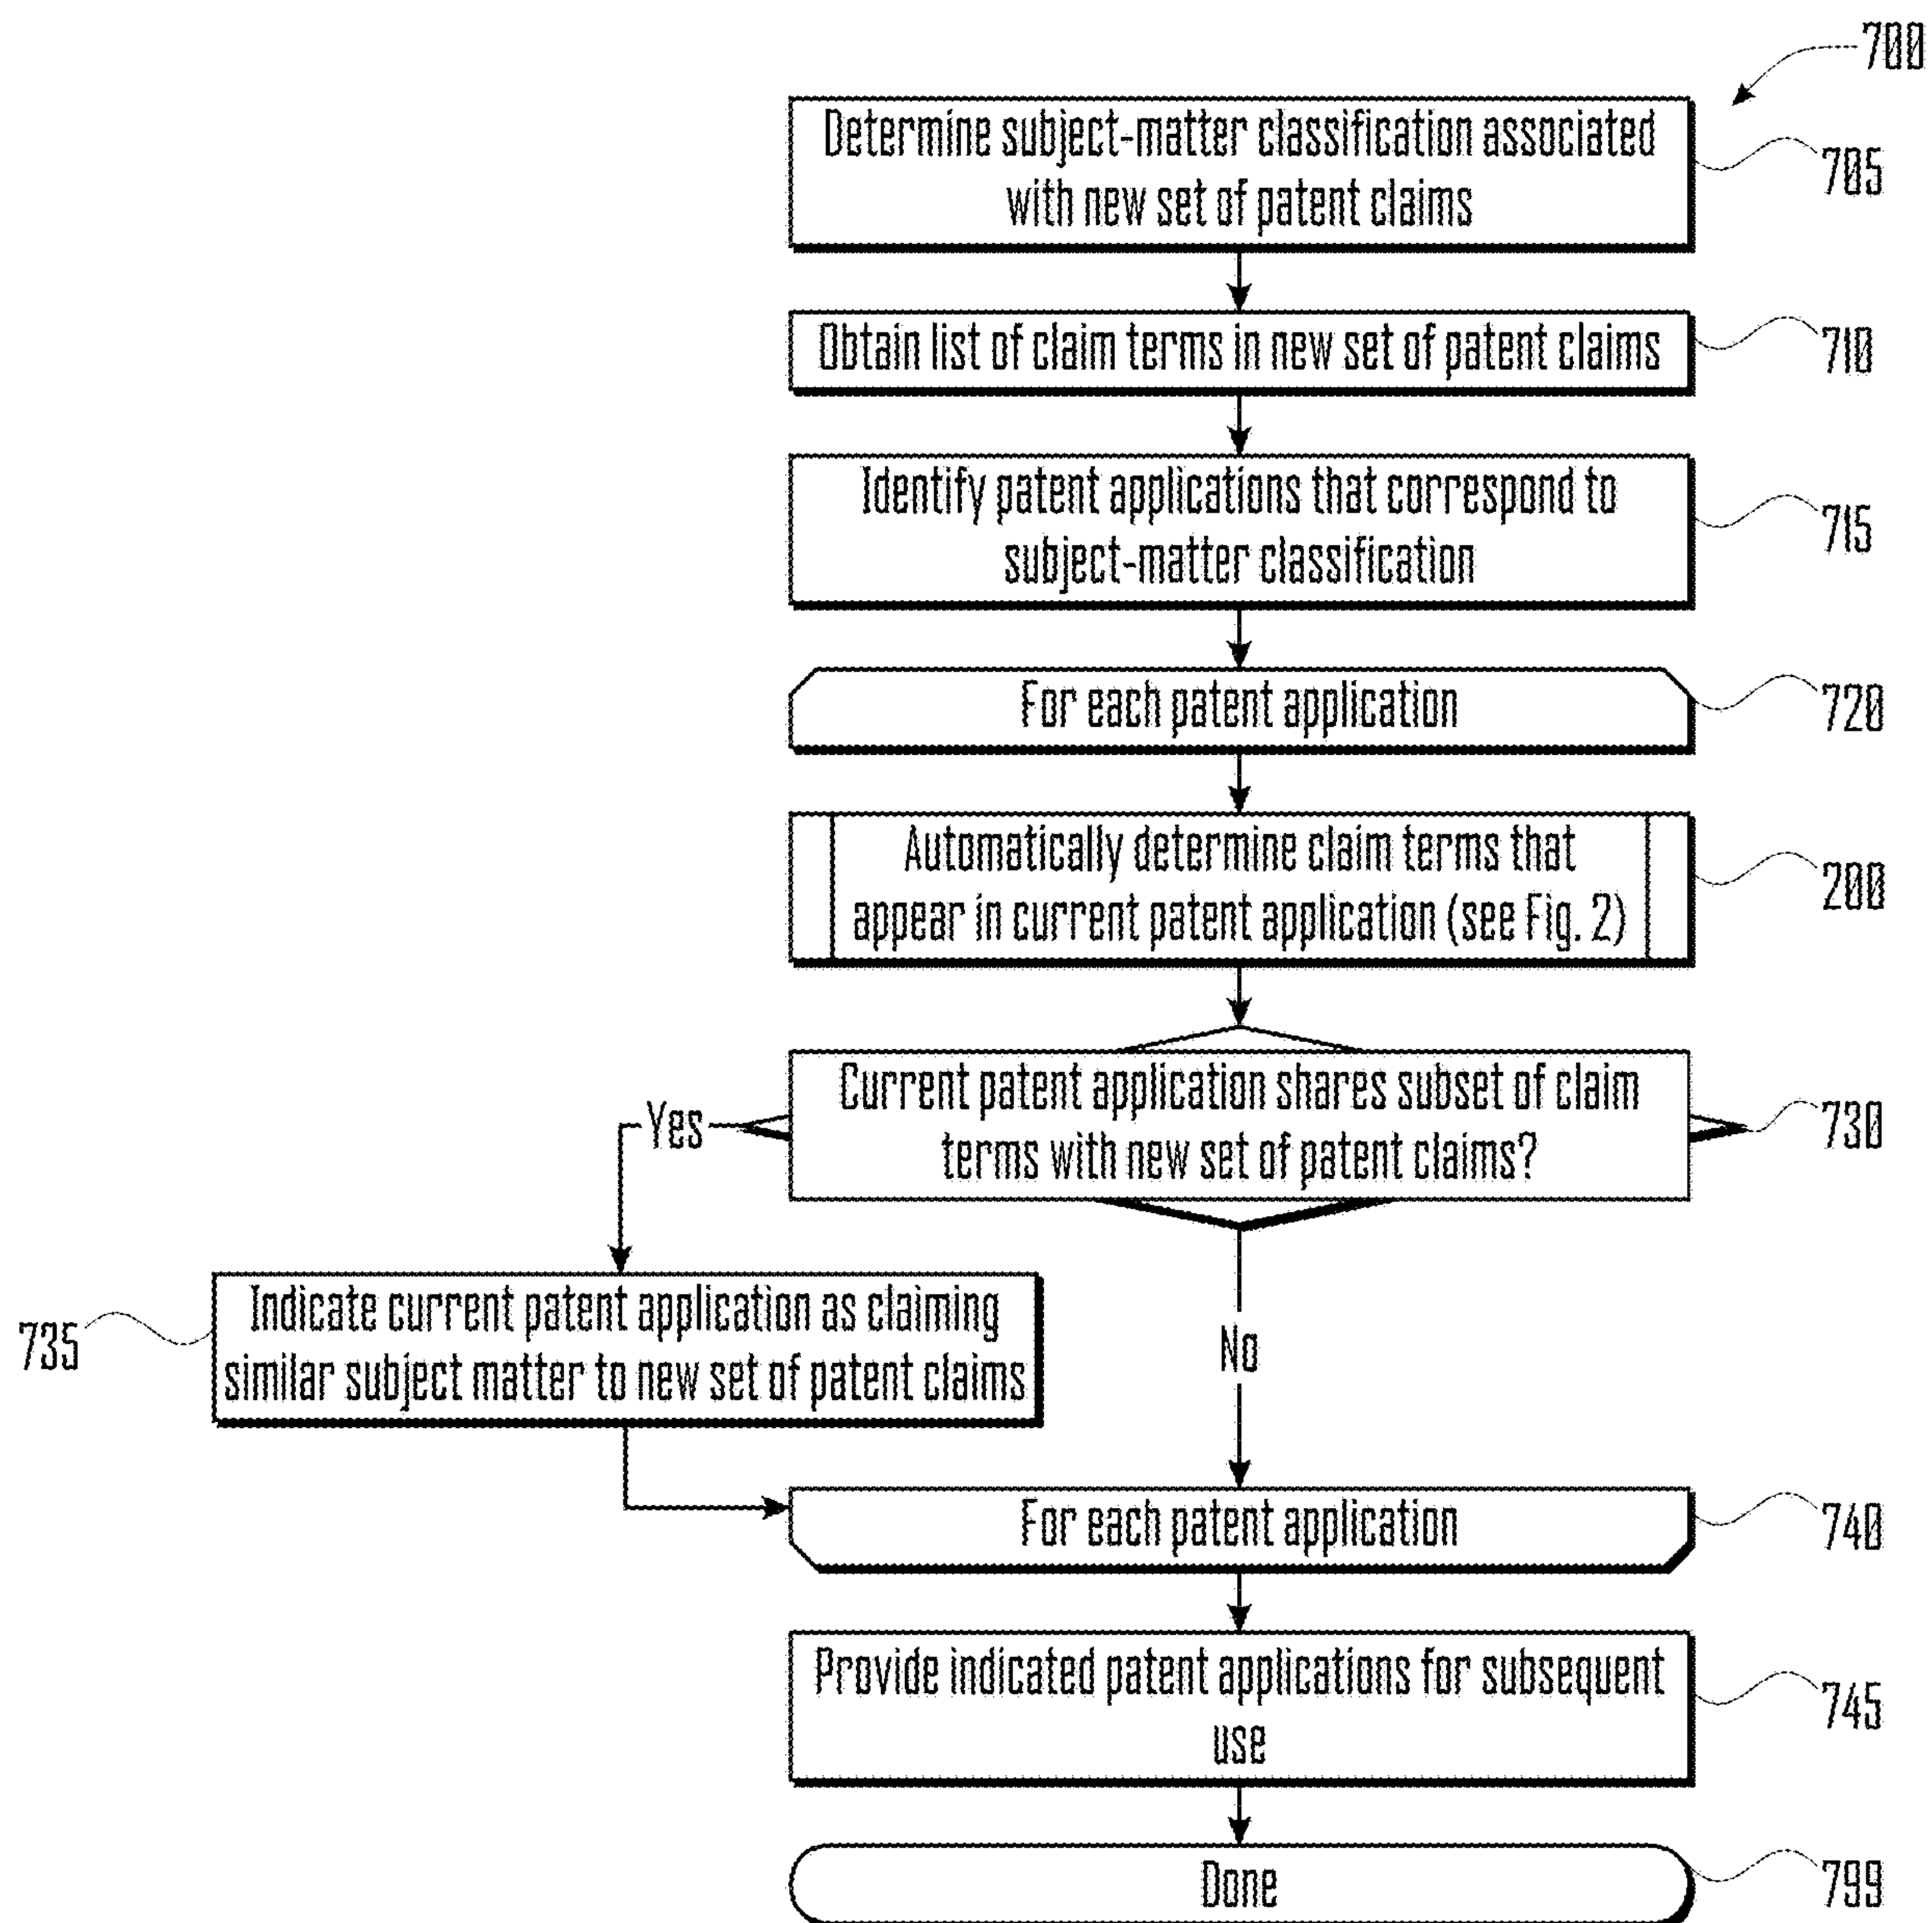 700
Determine subject-matter classification associated
with new set of patent claims
705
Obtain list of claim terms in new set of patent claims
710
Identify patent applications that correspond to
subject-matter classification
715
For each patent application
720
Automatically determine claim terms that
appear in current patent application (see Fig. 2)
200
Current patent application shares subset of claim
terms with new set of patent claims?
730
Yes
Indicate current patent application as claiming
similar subject matter to new set of patent claims
735
No
For each patent application
740
Provide indicated patent applications for subsequent
use
745
Done
799